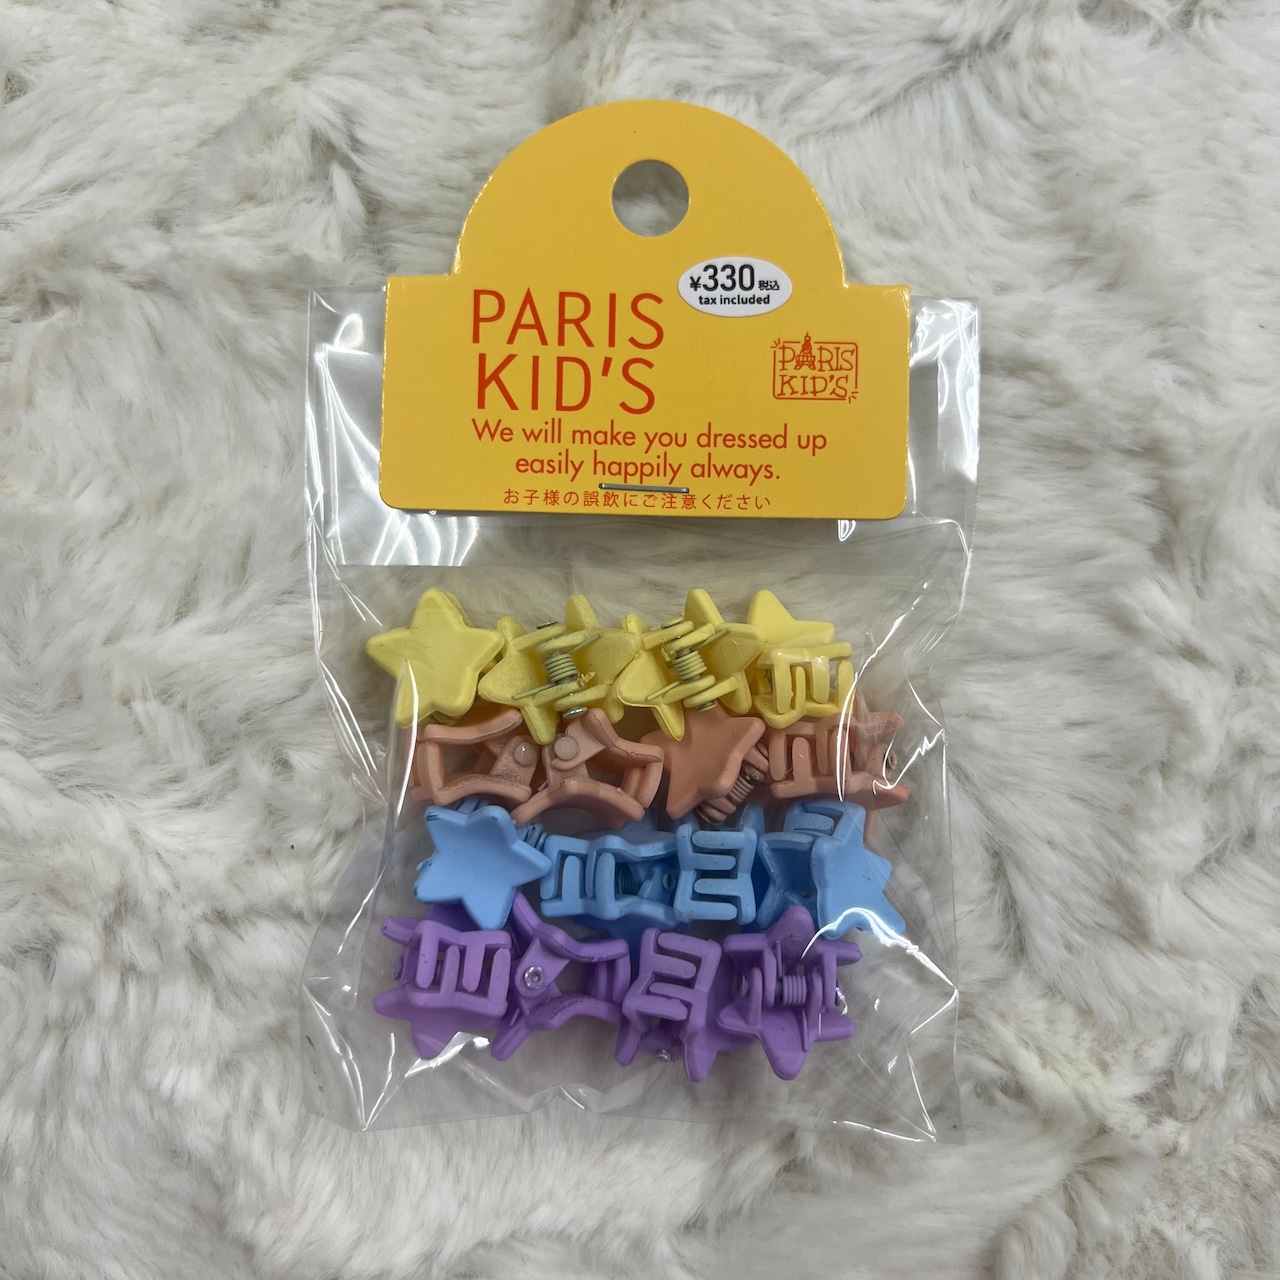 ¥330 税込
tax included
PARIS
KID'S
PARIS
KID'S
We will make you dressed up
easily happily always.
お子様の誤飲にご注意ください